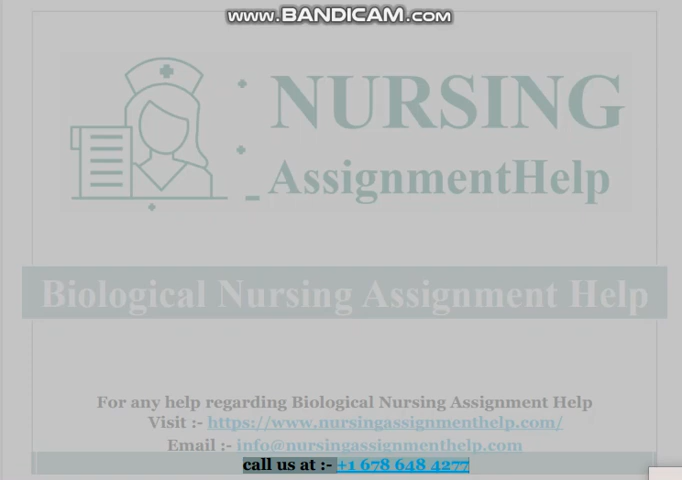 www.BANDICAM.com
NURSING
AssignmentHelp
Biological Nursing Assignment Help
For any help regarding Biological Nursing Assignment Help
Visit :- https://www.nursingassignmenthelp.com/
Email :- info@nursingassignmenthelp.com
call us at :- +1 678 648 4277